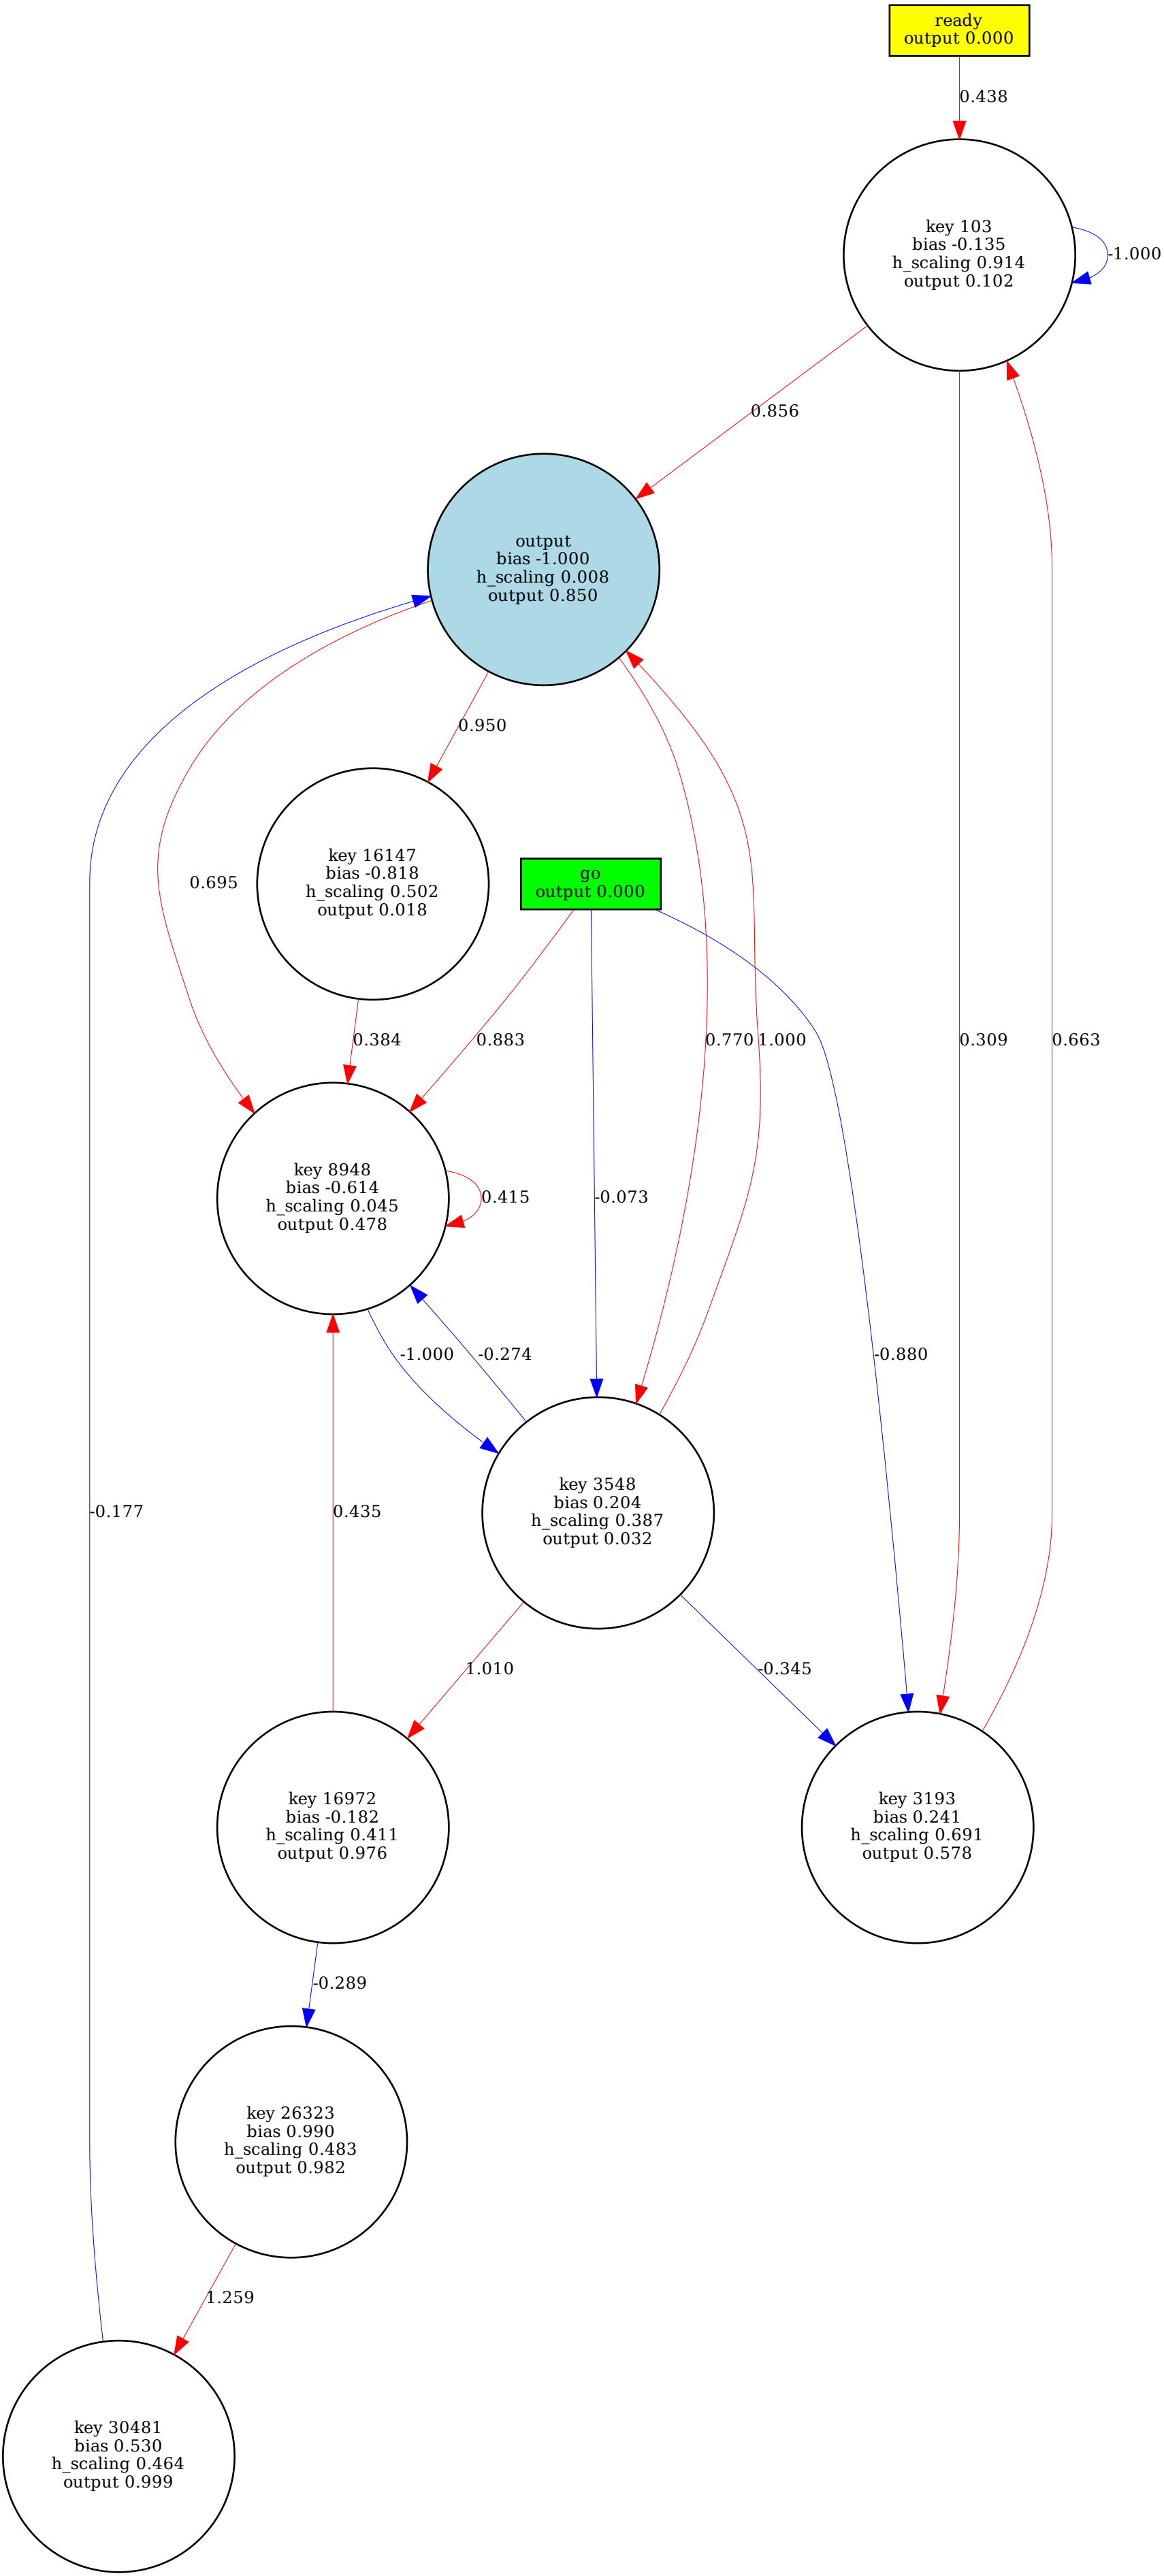 ready
output 0.000
0.438
key 103
bias -0.135
h_scaling 0.914
output 0.102
-1.000
0.856
output
bias -1.000
h_scaling 0.008
output 0.850
0.950
key 16147
bias -0.818
h_scaling 0.502
output 0.018
go
output 0.000
0.695
0.384
0.883
0.770
1.000
0.309
0.663
key 8948
bias -0.614
h_scaling 0.045
output 0.478
0.415
-0.073
-1.000
-0.274
-0.880
key 3548
bias 0.204
h_scaling 0.387
output 0.032
-0.177
0.435
1.010
-0.345
key 16972
bias -0.182
h_scaling 0.411
output 0.976
key 3193
bias 0.241
h_scaling 0.691
output 0.578
-0.289
key 26323
bias 0.990
h_scaling 0.483
output 0.982
1.259
key 30481
bias 0.530
h_scaling 0.464
output 0.999